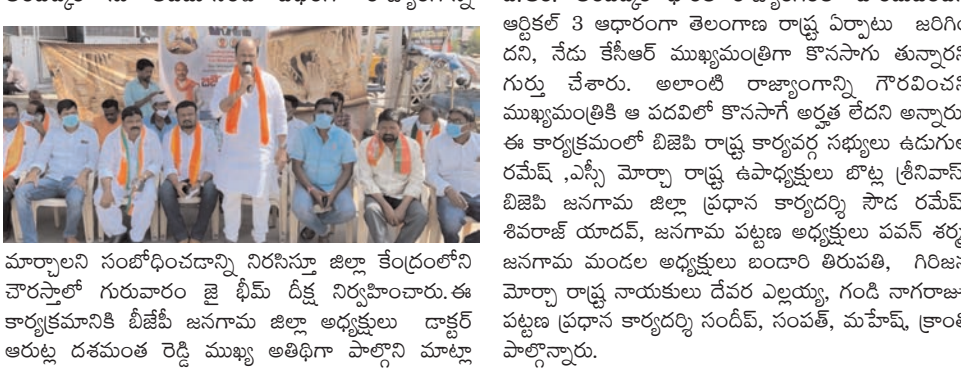 మార్చాలని సంబోధించడాన్ని నిరసిస్తూ జిల్లా కేంద్రంలోని
చౌరస్తాలో గురువారం జై భీమ్ దీక్ష నిర్వహించారు.ఈ
కార్యక్రమానికి బీజేపీ జనగామ జిల్లా అధ్యక్షులు డాక్టర్
ఆరుట్ల దశమంత రెడ్డి ముఖ్య అతిథిగా పాల్గొని మాట్లా
ఆర్టికల్ 3 ఆధారంగా తెలంగాణ రాష్ట్ర ఏర్పాటు జరిగిం
దని, నేడు కేసీఆర్ ముఖ్యమంత్రిగా కొనసాగు తున్నారని
గుర్తు చేశారు. అలాంటి రాజ్యాంగాన్ని గౌరవించని
ముఖ్యమంత్రికి ఆ పదవిలో కొనసాగే అర్హత లేదని అన్నారు.
ఈ కార్యక్రమంలో బిజెపి రాష్ట్ర కార్యవర్గ సభ్యులు ఉడుగుల
రమేష్ ,ఎస్సీ మోర్చా రాష్ట్ర ఉపాధ్యక్షులు బొట్ల శ్రీనివాస్,
బిజెపి జనగామ జిల్లా ప్రధాన కార్యదర్శి సౌడ రమేష్,
శివరాజ్ యాదవ్, జనగామ పట్టణ అధ్యక్షులు పవన్ శర్మ,
జనగామ మండల అధ్యక్షులు బండారి తిరుపతి, గిరిజన
మోర్చా రాష్ట్ర నాయకులు దేవర ఎల్లయ్య, గండి నాగరాజు,
పట్టణ ప్రధాన కార్యదర్శి సందీప్, సంపత్, మహేష్, క్రాంతి
పాల్గొన్నారు.